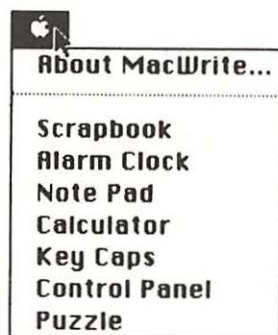 About MacWrite...
Scrapbook
Alarm Clock
Note Pad
Calculator
Key Caps
Control Panel
Puzzle